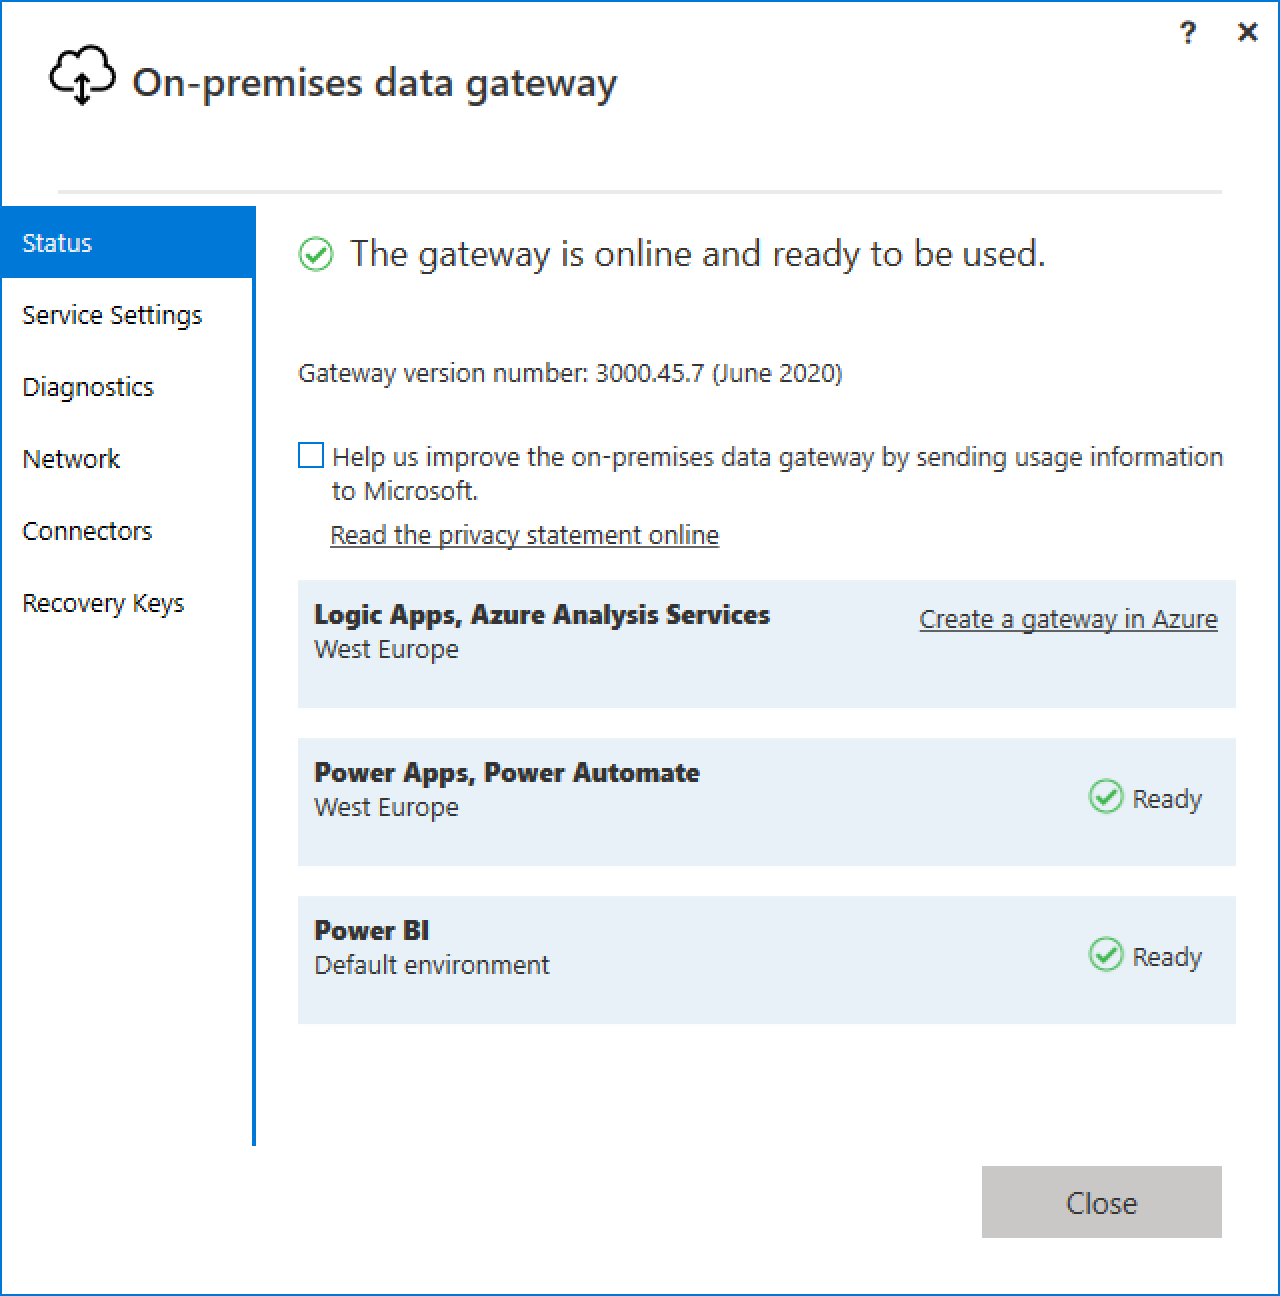 ?
On-premises data gateway
Status
Service Settings
Diagnostics
Network
Connectors
Recovery Keys
The gateway is online and ready to be used.
Gateway version number: 3000.45.7 (June 2020)
Help us improve the on-premises data gateway by sending usage information
to Microsoft.
Read the privacy statement online
Logic Apps, Azure Analysis Services
West Europe
Create a gateway in Azure
Power Apps, Power Automate
West Europe
Ready
Power BI
Default environment
Ready
Close